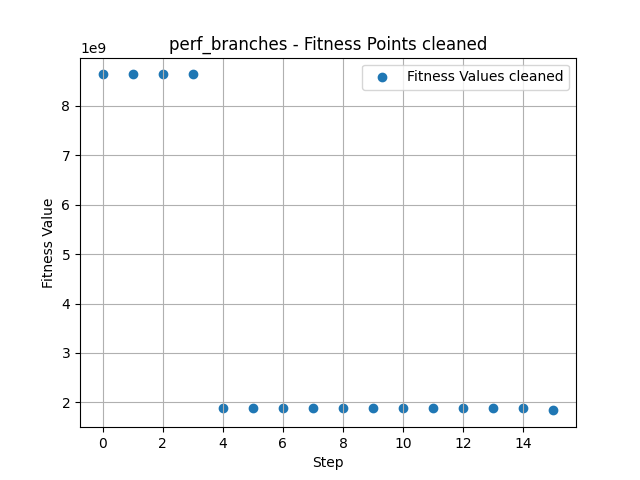 perf_branches - Fitness Points cleaned
1e9
Fitness Values cleaned
8
7
6
5
4
3
2
Fitness Value
0 2 4 6 8 10 12 14
Step